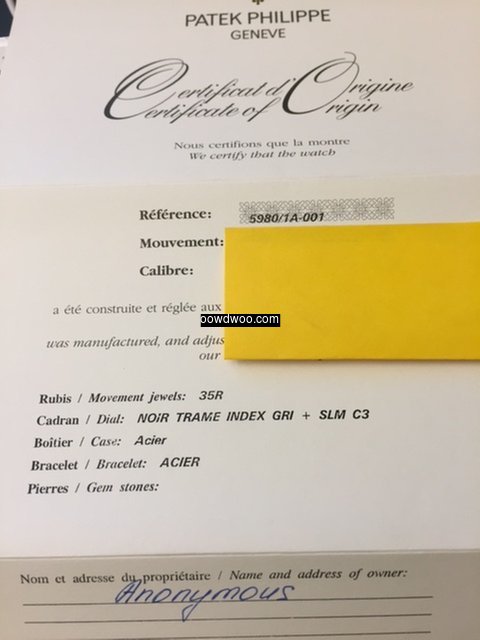 PATEK PHILIPPE
GENEVE
Certificat d'Origine
Certificate of Origin
Nous certifions que la montre
We certify that the watch
Référence: 5980/1A-001
Mouvement:
Calibre:
a été construite et réglée aux
oowdwoo.com
was manufactured, and adjus
our
Rubis / Movement jewels: 35R
Cadran / Dial: NOIR TRAME INDEX GRI + SLM C3
Boîtier / Case: Acier
Bracelet / Bracelet: ACIER
Pierres / Gem stones:
Nom et adresse du propriétaire / Name and address of owner:
Anonymous